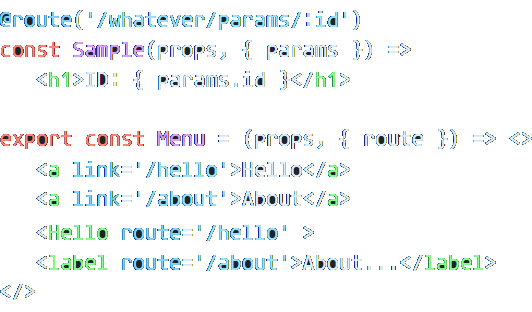 @route('/whatever/params/:id')
const Sample(props, { params }) =>
   <h1>ID: { params.id }</h1>

export const Menu = (props, { route }) => <>
   <a link='/hello'>Hello</a>
   <a link='/about'>About</a>
   <Hello route='/hello' >
   <label route='/about'>About...</label>
</>